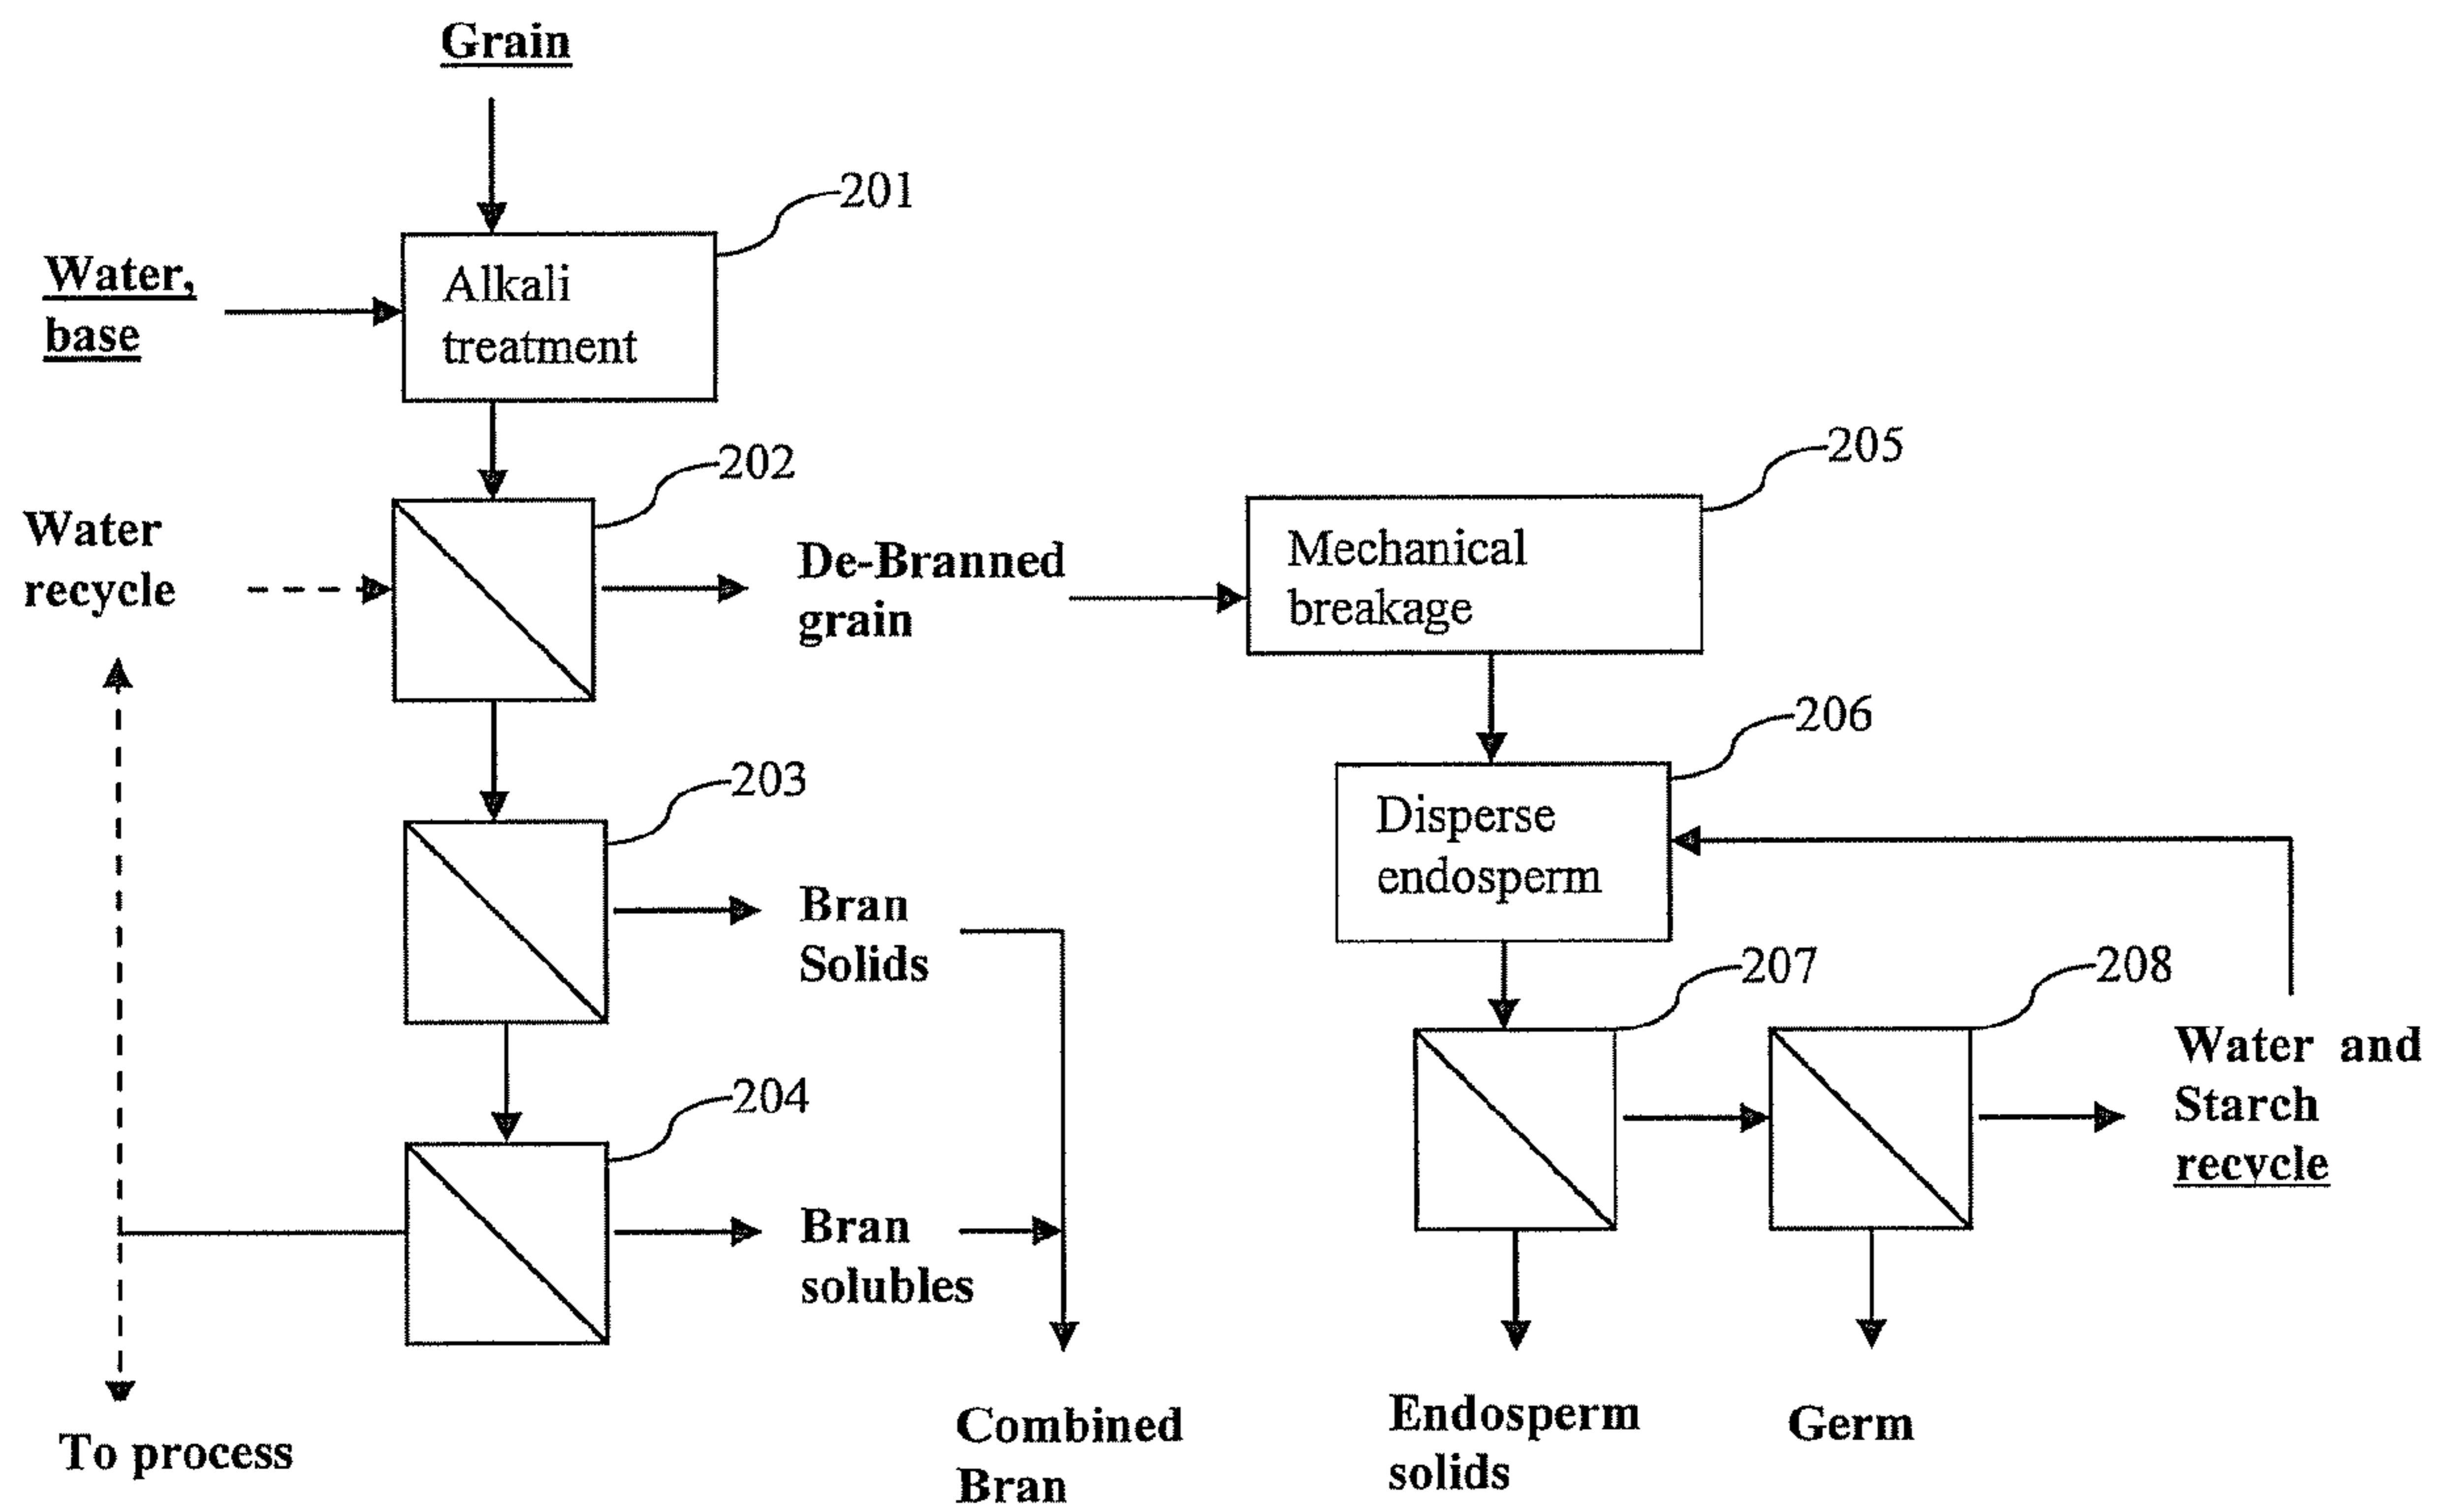 Grain
201
Water,
base
Alkali
treatment
202
205
Water
recycle
De-Branned
grain
Mechanical
breakage
206
203
Disperse
endosperm
Bran
Solids
207
208
204
Water and
Starch
recycle
Bran
solubles
To process
Combined
Bran
Endosperm
solids
Germ